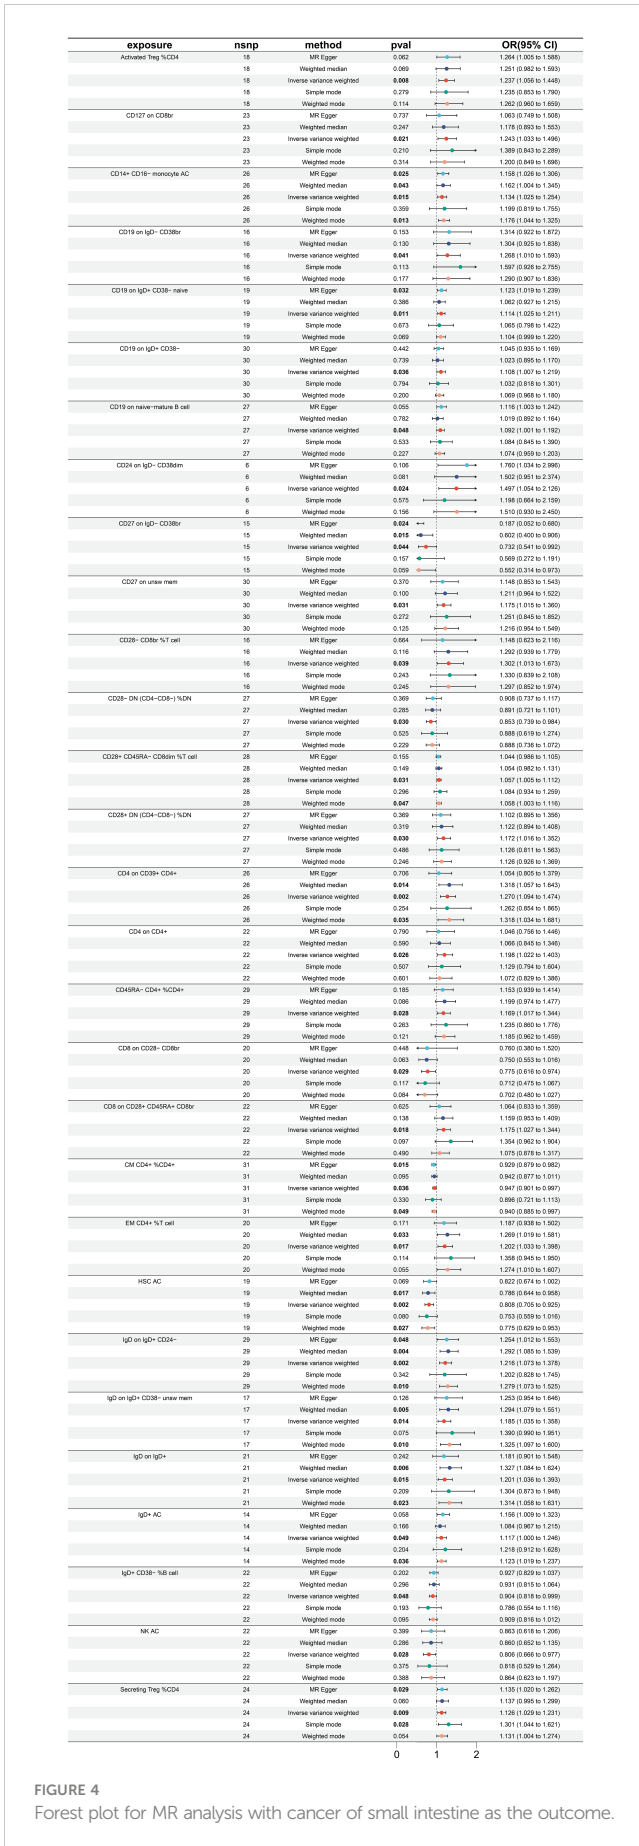 exposure nsnp method pval OR(95% CI)
Activated Treg %CD4 18 MR Egger 0.062 1.264 (1.005 to 1.588)
18 Weighted median 0.069 1.251 (0.982 to 1.593)
18 Inverse variance weighted 0.008 1.237 (1.056 to 1.448)
18 Simple mode 0.279 1.235 (0.853 to 1.790)
18 Weighted mode 0.114 1.262 (0.960 to 1.659)
CD127 on CD8br 23 MR Egger 0.737 1.063 (0.749 to 1.508)
23 Weighted median 0.247 1.178 (0.893 to 1.553)
23 Inverse variance weighted 0.021 1.243 (1.033 to 1.496)
23 Simple mode 0.210 1.389 (0.843 to 2.289)
23 Weighted mode 0.314 1.200 (0.849 to 1.696)
CD14+ CD16− monocyte AC 26 MR Egger 0.025 1.158 (1.026 to 1.306)
26 Weighted median 0.043 1.162 (1.004 to 1.345)
26 Inverse variance weighted 0.015 1.134 (1.025 to 1.254)
26 Simple mode 0.359 1.199 (0.819 to 1.755)
26 Weighted mode 0.013 1.176 (1.044 to 1.325)
CD19 on IgD− CD38br 16 MR Egger 0.153 1.314 (0.922 to 1.872)
16 Weighted median 0.130 1.304 (0.925 to 1.838)
16 Inverse variance weighted 0.041 1.268 (1.010 to 1.593)
16 Simple mode 0.113 1.597 (0.926 to 2.755)
16 Weighted mode 0.177 1.290 (0.907 to 1.836)
CD19 on IgD+ CD38− naive 19 MR Egger 0.032 1.123 (1.019 to 1.239)
19 Weighted median 0.386 1.062 (0.927 to 1.215)
19 Inverse variance weighted 0.011 1.114 (1.025 to 1.211)
19 Simple mode 0.673 1.065 (0.798 to 1.422)
19 Weighted mode 0.069 1.104 (0.999 to 1.220)
CD19 on IgD+ CD38− 30 MR Egger 0.442 1.045 (0.935 to 1.169)
30 Weighted median 0.739 1.023 (0.895 to 1.170)
30 Inverse variance weighted 0.036 1.108 (1.007 to 1.219)
30 Simple mode 0.794 1.032 (0.818 to 1.301)
30 Weighted mode 0.200 1.069 (0.968 to 1.180)
CD19 on naive−mature B cell 27 MR Egger 0.055 1.116 (1.003 to 1.242)
27 Weighted median 0.782 1.019 (0.892 to 1.164)
27 Inverse variance weighted 0.048 1.092 (1.001 to 1.192)
27 Simple mode 0.533 1.084 (0.845 to 1.390)
27 Weighted mode 0.227 1.074 (0.959 to 1.203)
CD24 on IgD− CD38dim 6 MR Egger 0.106 1.760 (1.034 to 2.996)
6 Weighted median 0.081 1.502 (0.951 to 2.374)
6 Inverse variance weighted 0.024 1.497 (1.054 to 2.126)
6 Simple mode 0.575 1.198 (0.664 to 2.159)
6 Weighted mode 0.156 1.510 (0.930 to 2.450)
CD27 on IgD− CD38br 15 MR Egger 0.024 0.187 (0.052 to 0.680)
15 Weighted median 0.015 0.602 (0.400 to 0.906)
15 Inverse variance weighted 0.044 0.732 (0.541 to 0.992)
15 Simple mode 0.157 0.569 (0.272 to 1.191)
15 Weighted mode 0.059 0.552 (0.314 to 0.973)
CD27 on unsw mem 30 MR Egger 0.370 1.148 (0.853 to 1.543)
30 Weighted median 0.100 1.211 (0.964 to 1.522)
30 Inverse variance weighted 0.031 1.175 (1.015 to 1.360)
30 Simple mode 0.272 1.251 (0.845 to 1.852)
30 Weighted mode 0.125 1.216 (0.954 to 1.549)
CD28− CD8br %T cell 16 MR Egger 0.664 1.148 (0.623 to 2.116)
16 Weighted median 0.116 1.292 (0.939 to 1.779)
16 Inverse variance weighted 0.039 1.302 (1.013 to 1.673)
16 Simple mode 0.243 1.330 (0.839 to 2.108)
16 Weighted mode 0.245 1.297 (0.852 to 1.974)
CD28− DN (CD4−CD8−) %DN 27 MR Egger 0.369 0.908 (0.737 to 1.117)
27 Weighted median 0.285 0.891 (0.721 to 1.101)
27 Inverse variance weighted 0.030 0.853 (0.739 to 0.984)
27 Simple mode 0.525 0.888 (0.619 to 1.274)
27 Weighted mode 0.229 0.888 (0.736 to 1.072)
CD28+ CD45RA− CD8dim %T cell 28 MR Egger 0.155 1.044 (0.986 to 1.105)
28 Weighted median 0.149 1.054 (0.982 to 1.131)
28 Inverse variance weighted 0.031 1.057 (1.005 to 1.112)
28 Simple mode 0.296 1.084 (0.934 to 1.259)
28 Weighted mode 0.047 1.058 (1.003 to 1.116)
CD28+ DN (CD4−CD8−) %DN 27 MR Egger 0.369 1.102 (0.895 to 1.356)
27 Weighted median 0.319 1.122 (0.894 to 1.408)
27 Inverse variance weighted 0.030 1.172 (1.016 to 1.352)
27 Simple mode 0.486 1.126 (0.811 to 1.563)
27 Weighted mode 0.246 1.126 (0.926 to 1.369)
CD4 on CD39+ CD4+ 26 MR Egger 0.706 1.054 (0.805 to 1.379)
26 Weighted median 0.014 1.318 (1.057 to 1.643)
26 Inverse variance weighted 0.002 1.270 (1.094 to 1.474)
26 Simple mode 0.254 1.262 (0.854 to 1.865)
26 Weighted mode 0.035 1.318 (1.034 to 1.681)
CD4 on CD4+ 22 MR Egger 0.790 1.046 (0.756 to 1.446)
22 Weighted median 0.590 1.066 (0.845 to 1.346)
22 Inverse variance weighted 0.026 1.198 (1.022 to 1.403)
22 Simple mode 0.507 1.129 (0.794 to 1.604)
22 Weighted mode 0.601 1.072 (0.829 to 1.386)
CD45RA− CD4+ %CD4+ 29 MR Egger 0.185 1.153 (0.939 to 1.414)
29 Weighted median 0.086 1.199 (0.974 to 1.477)
29 Inverse variance weighted 0.028 1.169 (1.017 to 1.344)
29 Simple mode 0.263 1.235 (0.860 to 1.776)
29 Weighted mode 0.121 1.185 (0.962 to 1.459)
CD8 on CD28− CD8br 20 MR Egger 0.448 0.760 (0.380 to 1.520)
20 Weighted median 0.063 0.750 (0.553 to 1.016)
20 Inverse variance weighted 0.029 0.775 (0.616 to 0.974)
20 Simple mode 0.117 0.712 (0.475 to 1.067)
20 Weighted mode 0.084 0.702 (0.480 to 1.027)
CD8 on CD28+ CD45RA+ CD8br 22 MR Egger 0.625 1.064 (0.833 to 1.359)
22 Weighted median 0.138 1.159 (0.953 to 1.409)
22 Inverse variance weighted 0.018 1.175 (1.027 to 1.344)
22 Simple mode 0.097 1.354 (0.962 to 1.904)
22 Weighted mode 0.490 1.075 (0.878 to 1.317)
CM CD4+ %CD4+ 31 MR Egger 0.015 0.929 (0.879 to 0.982)
31 Weighted median 0.095 0.942 (0.877 to 1.011)
31 Inverse variance weighted 0.036 0.947 (0.901 to 0.997)
31 Simple mode 0.330 0.896 (0.721 to 1.113)
31 Weighted mode 0.049 0.940 (0.885 to 0.997)
EM CD4+ %T cell 20 MR Egger 0.171 1.187 (0.938 to 1.502)
20 Weighted median 0.033 1.269 (1.019 to 1.581)
20 Inverse variance weighted 0.017 1.202 (1.033 to 1.398)
20 Simple mode 0.114 1.358 (0.945 to 1.950)
20 Weighted mode 0.055 1.274 (1.010 to 1.607)
HSC AC 19 MR Egger 0.069 0.822 (0.674 to 1.002)
19 Weighted median 0.017 0.786 (0.644 to 0.958)
19 Inverse variance weighted 0.002 0.808 (0.705 to 0.925)
19 Simple mode 0.080 0.753 (0.559 to 1.016)
19 Weighted mode 0.027 0.775 (0.629 to 0.953)
IgD on IgD+ CD24− 29 MR Egger 0.048 1.254 (1.012 to 1.553)
29 Weighted median 0.004 1.292 (1.085 to 1.539)
29 Inverse variance weighted 0.002 1.216 (1.073 to 1.378)
29 Simple mode 0.342 1.202 (0.828 to 1.745)
29 Weighted mode 0.010 1.279 (1.073 to 1.525)
IgD on IgD+ CD38− unsw mem 17 MR Egger 0.126 1.253 (0.954 to 1.646)
17 Weighted median 0.005 1.294 (1.079 to 1.551)
17 Inverse variance weighted 0.014 1.185 (1.035 to 1.358)
17 Simple mode 0.075 1.390 (0.990 to 1.951)
17 Weighted mode 0.010 1.325 (1.097 to 1.600)
IgD on IgD+ 21 MR Egger 0.242 1.181 (0.901 to 1.548)
21 Weighted median 0.006 1.327 (1.084 to 1.624)
21 Inverse variance weighted 0.015 1.201 (1.036 to 1.393)
21 Simple mode 0.209 1.304 (0.873 to 1.948)
21 Weighted mode 0.023 1.314 (1.058 to 1.631)
IgD+ AC 14 MR Egger 0.058 1.156 (1.009 to 1.323)
14 Weighted median 0.166 1.084 (0.967 to 1.215)
14 Inverse variance weighted 0.049 1.117 (1.000 to 1.246)
14 Simple mode 0.204 1.218 (0.912 to 1.628)
14 Weighted mode 0.036 1.123 (1.019 to 1.237)
IgD+ CD38− %B cell 22 MR Egger 0.202 0.927 (0.829 to 1.037)
22 Weighted median 0.296 0.931 (0.815 to 1.064)
22 Inverse variance weighted 0.048 0.904 (0.818 to 0.999)
22 Simple mode 0.193 0.786 (0.554 to 1.116)
22 Weighted mode 0.095 0.909 (0.816 to 1.012)
NK AC 22 MR Egger 0.399 0.863 (0.618 to 1.206)
22 Weighted median 0.286 0.860 (0.652 to 1.135)
22 Inverse variance weighted 0.028 0.806 (0.666 to 0.977)
22 Simple mode 0.375 0.818 (0.529 to 1.264)
22 Weighted mode 0.388 0.864 (0.623 to 1.197)
Secreting Treg %CD4 24 MR Egger 0.029 1.135 (1.020 to 1.262)
24 Weighted median 0.060 1.137 (0.995 to 1.299)
24 Inverse variance weighted 0.009 1.126 (1.029 to 1.231)
24 Simple mode 0.028 1.301 (1.044 to 1.621)
24 Weighted mode 0.054 1.131 (1.004 to 1.274)
0 1 2
FIGURE 4
Forest plot for MR analysis with cancer of small intestine as the outcome.